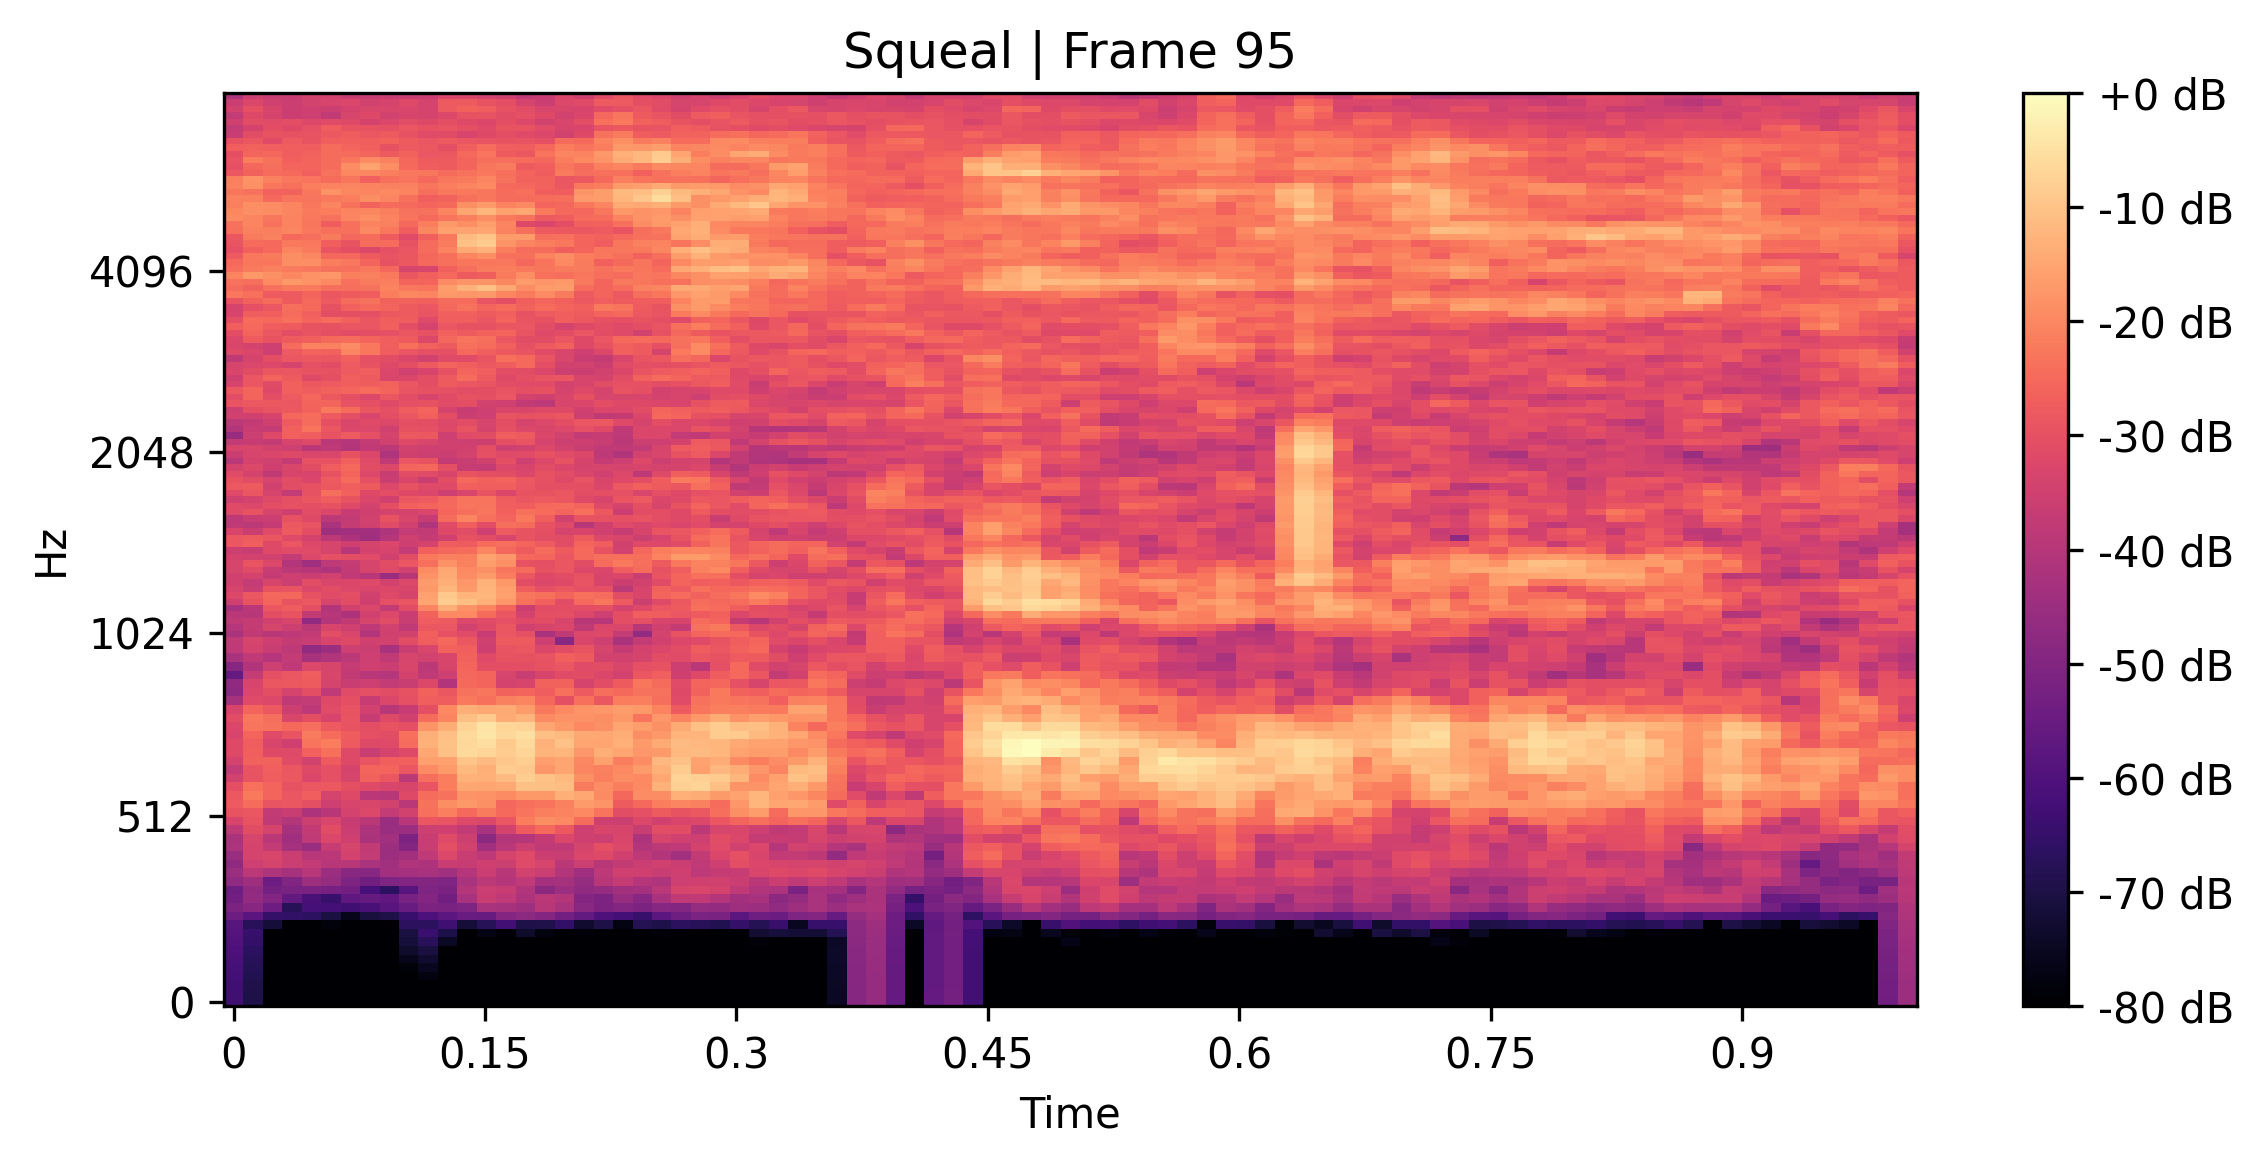 Squeal | Frame 95
+0 dB
-10 dB
-20 dB
-30 dB
-40 dB
-50 dB
-60 dB
-70 dB
-80 dB
Hz
4096
2048
1024
512
0
0 0.15 0.3 0.45 0.6 0.75 0.9
Time